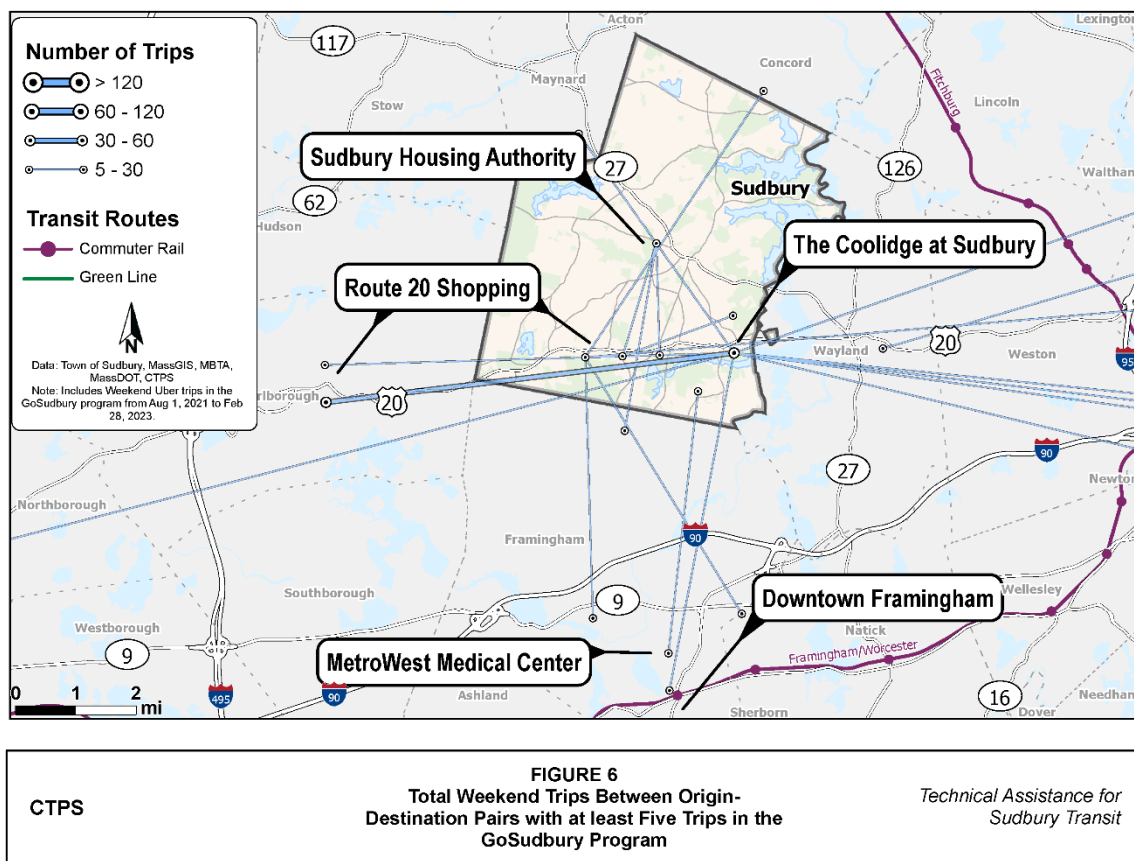 Number of Trips
> 120
60 - 120
30 - 60
5 - 30
Transit Routes
Commuter Rail
Green Line
N
Data: Town of Sudbury, MassGIS, MBTA,
MassDOT, CTPS
Note: Includes Weekend Uber trips in the
GoSudbury program from Aug 1, 2021 to Feb
28, 2023.
117
Acton
Lexington
Maynard
Concord
Stow
Fitchburg
Lincoln
Sudbury Housing Authority
27
126
Waltham
Sudbury
62
Hudson
The Coolidge at Sudbury
Route 20 Shopping
20
Wayland
Weston
95
rlborough
20
90
27
Northborough
Newton
Framingham
90
Southborough
9
Downtown Framingham
Wellesley
Westborough
9
MetroWest Medical Center
Natick
Framingham/Worcester
0 1 2
mi
495
90
Ashland
Sherborn
16
Needham
Dover
CTPS
FIGURE 6
Total Weekend Trips Between Origin-
Destination Pairs with at least Five Trips in the
GoSudbury Program
Technical Assistance for
Sudbury Transit